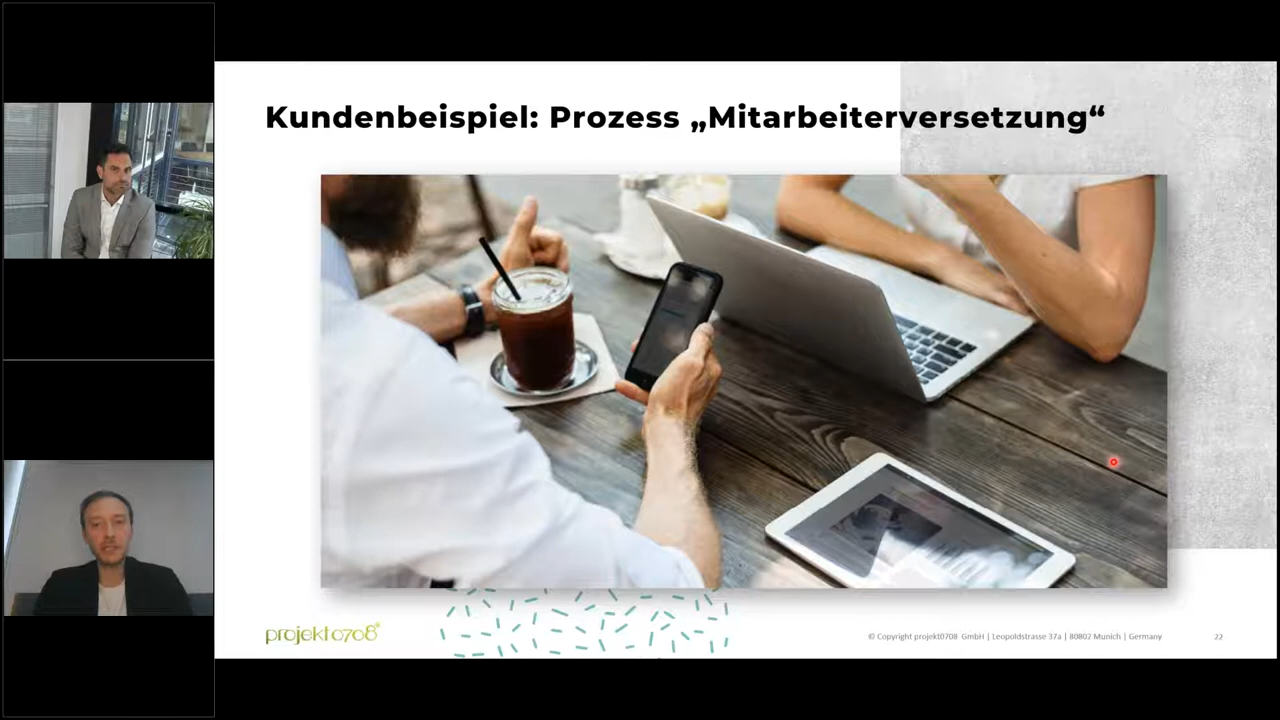 Kundenbeispiel: Prozess „Mitarbeiterversetzung“
projekt0708
© Copyright projekt0708 GmbH | Leopoldstrasse 37a | 80802 Munich | Germany
22